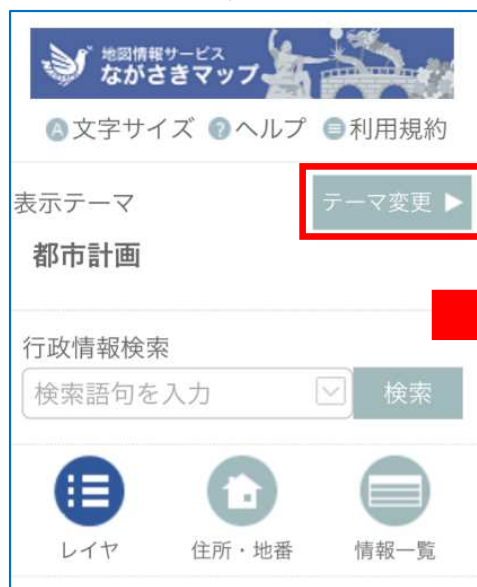 地図情報サービス
ながさきマップ
A文字サイズ ?ヘルプ 利用規約
表示テーマ
テーマ変更 ▶
都市計画
行政情報検索
検索語句を入力
検索
レイヤ 住所・地番 情報一覧